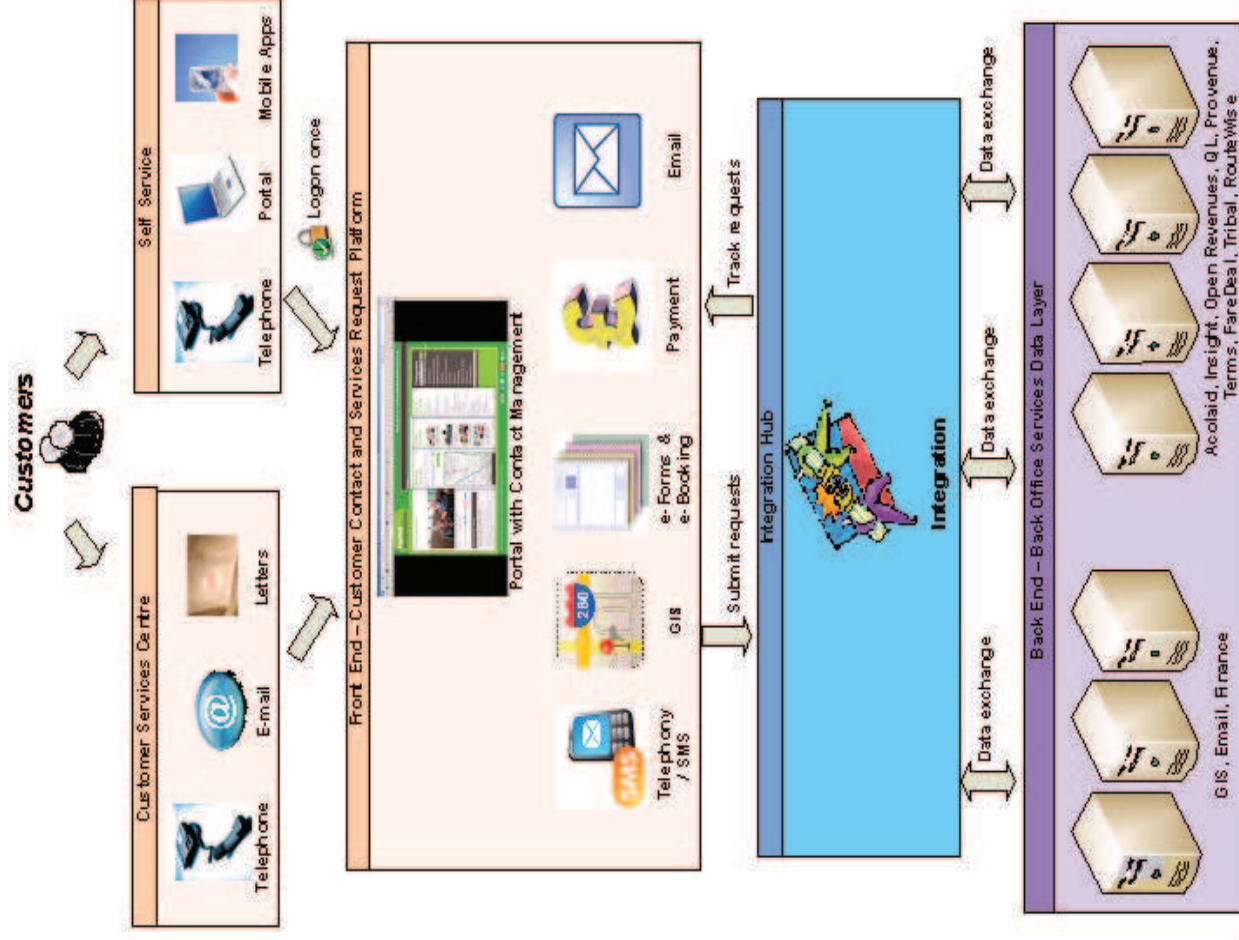 Customers
Customer Services Centre
Telephone
E-mail
Letters
Self Service
Telephone
Portal
Mobile Apps
Logon once
Front End – Customer Contact and Services Request Platform
Portal with Contact Management
Telephony
/ SMS
SMS
GIS
280
e-Forms &
e-Booking
Payment
Email
Submit requests
Track requests
Integration Hub
Integration
Data exchange
Data exchange
Data exchange
Back End – Back Office Services Data Layer
GIS, Email, Finance
Acolaid, Insight, Open Revenues, QL, Provenue,
Terms, FareDeal, Tribal, RouteWise